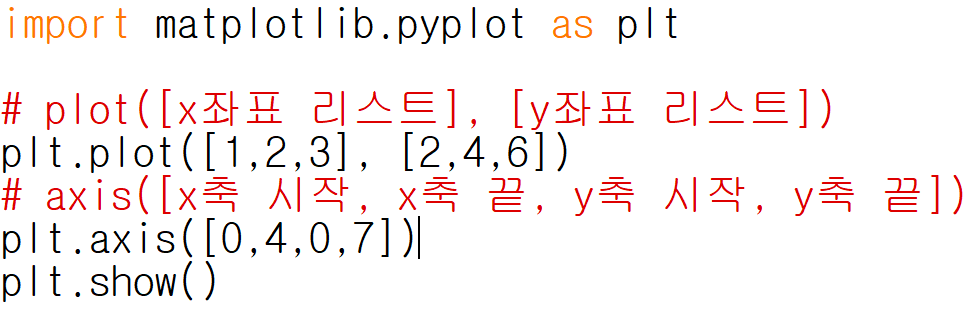 import matplotlib.pyplot as plt
# plot([x좌표 리스트], [y좌표 리스트])
plt.plot([1,2,3], [2,4,6])
# axis([x축 시작, x축 끝, y축 시작, y축 끝])
plt.axis([0,4,0,7])
plt.show()